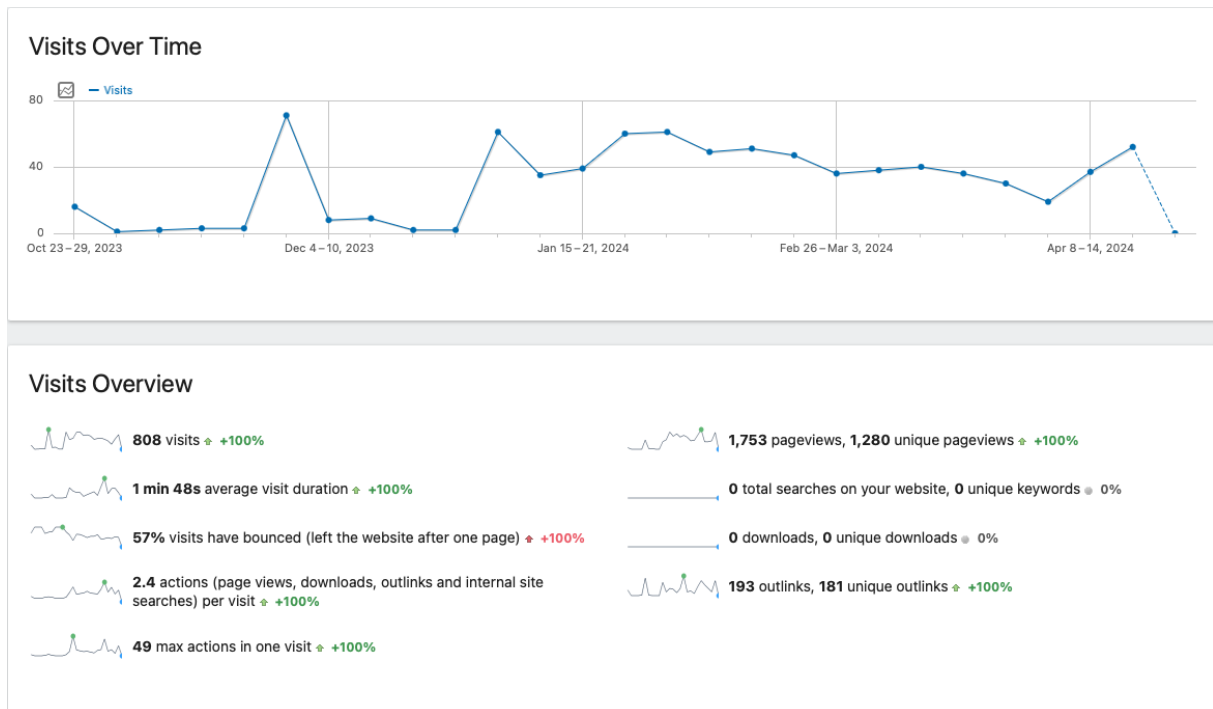 Visits Over Time
Visits
80
40
0
Oct 23–29, 2023
Dec 4–10, 2023
Jan 15–21, 2024
Feb 26–Mar 3, 2024
Apr 8–14, 2024
Visits Overview
808 visits +100%
1 min 48s average visit duration +100%
57% visits have bounced (left the website after one page) +100%
2.4 actions (page views, downloads, outlinks and internal site
searches) per visit +100%
49 max actions in one visit +100%
1,753 pageviews, 1,280 unique pageviews +100%
0 total searches on your website, 0 unique keywords 0%
0 downloads, 0 unique downloads 0%
193 outlinks, 181 unique outlinks +100%